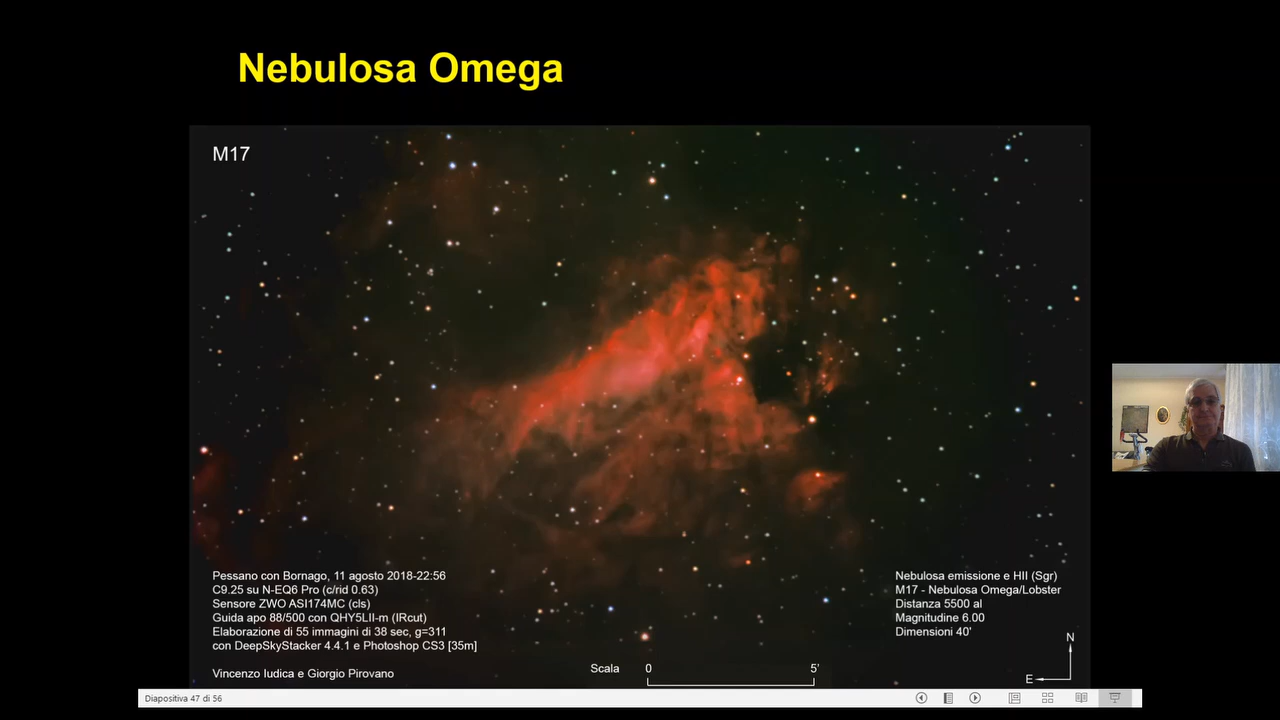 Nebulosa Omega
M17
Pessano con Bornago, 11 agosto 2018-22:56
C9.25 su N-EQ6 Pro (c/rid 0.63)
Sensore ZWO ASI174MC (cls)
Guida apo 88/500 con QHY5LII-m (IRcut)
Elaborazione di 55 immagini di 38 sec, g=311
con DeepSkyStacker 4.4.1 e Photoshop CS3 [35m]
Vincenzo Iudica e Giorgio Pirovano
Scala 0 5'
Nebulosa emissione e HII (Sgr)
M17 - Nebulosa Omega/Lobster
Distanza 5500 al
Magnitudine 6.00
Dimensioni 40'
N
E
Diapositiva 47 di 56